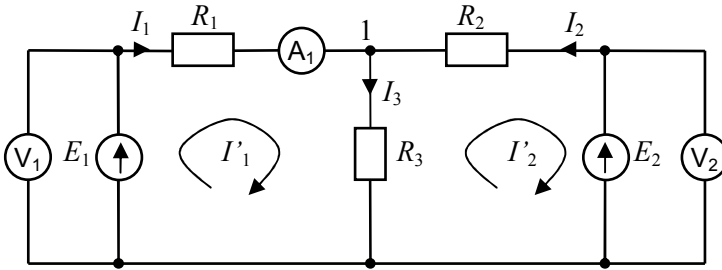 I₁ R₁ 1 R₂ I₂
A₁
I₃
V₁ E₁ I'₁ R₃ I'₂ E₂ V₂